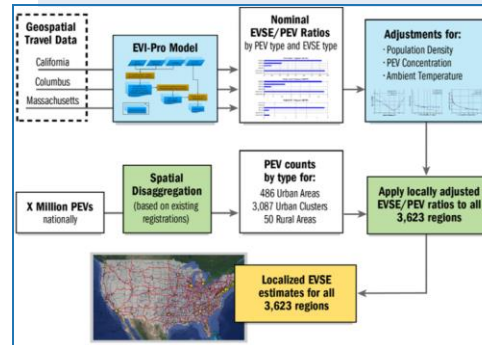 Geospatial
Travel Data
California
Columbus
Massachusetts
EVI-Pro Model
Nominal
EVSE/PEV Ratios
by PEV type and EVSE type
Adjustments for:
· Population Density
· PEV Concentration
· Ambient Temperature
X Million PEVs
nationally
Spatial
Disaggregation
(based on existing
registrations)
PEV counts
by type for:
486 Urban Areas
3,087 Urban Clusters
50 Rural Areas
Apply locally adjusted
EVSE/PEV ratios to all
3,623 regions
Localized EVSE
estimates for all
3,623 regions